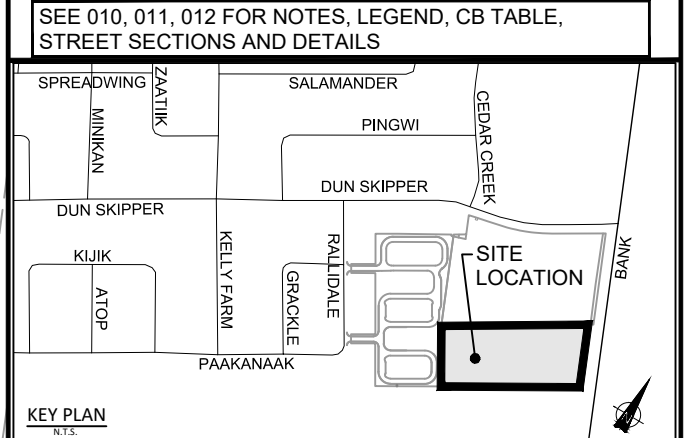 SEE 010, 011, 012 FOR NOTES, LEGEND, CB TABLE,
STREET SECTIONS AND DETAILS
SPREADWING
ZAATIIK
SALAMANDER
MINIKAN
PINGWI
CEDAR CREEK
DUN SKIPPER
DUN SKIPPER
KIJIK
ATOP
KELLY FARM
GRACKLE
RALLIDALE
SITE
LOCATION
BANK
PAAKANAAK
KEY PLAN
N.T.S.